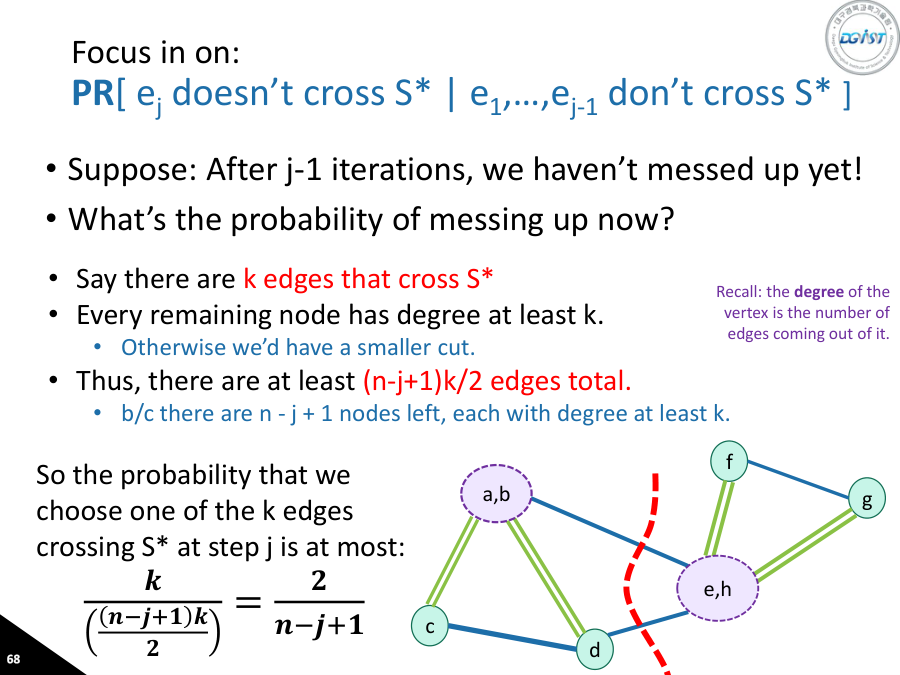 Focus in on:
PR[ e_j doesn’t cross S* | e_1,…,e_{j-1} don’t cross S* ]
• Suppose: After j-1 iterations, we haven’t messed up yet!
• What’s the probability of messing up now?
• Say there are k edges that cross S*
• Every remaining node has degree at least k.
• Otherwise we’d have a smaller cut.
• Thus, there are at least (n-j+1)k/2 edges total.
• b/c there are n - j + 1 nodes left, each with degree at least k.
Recall: the degree of the
vertex is the number of
edges coming out of it.
So the probability that we
choose one of the k edges
crossing S* at step j is at most:
k / ((n−j+1)k / 2) = 2 / (n−j+1)
a,b
c
d
e,h
f
g
DGIST
68